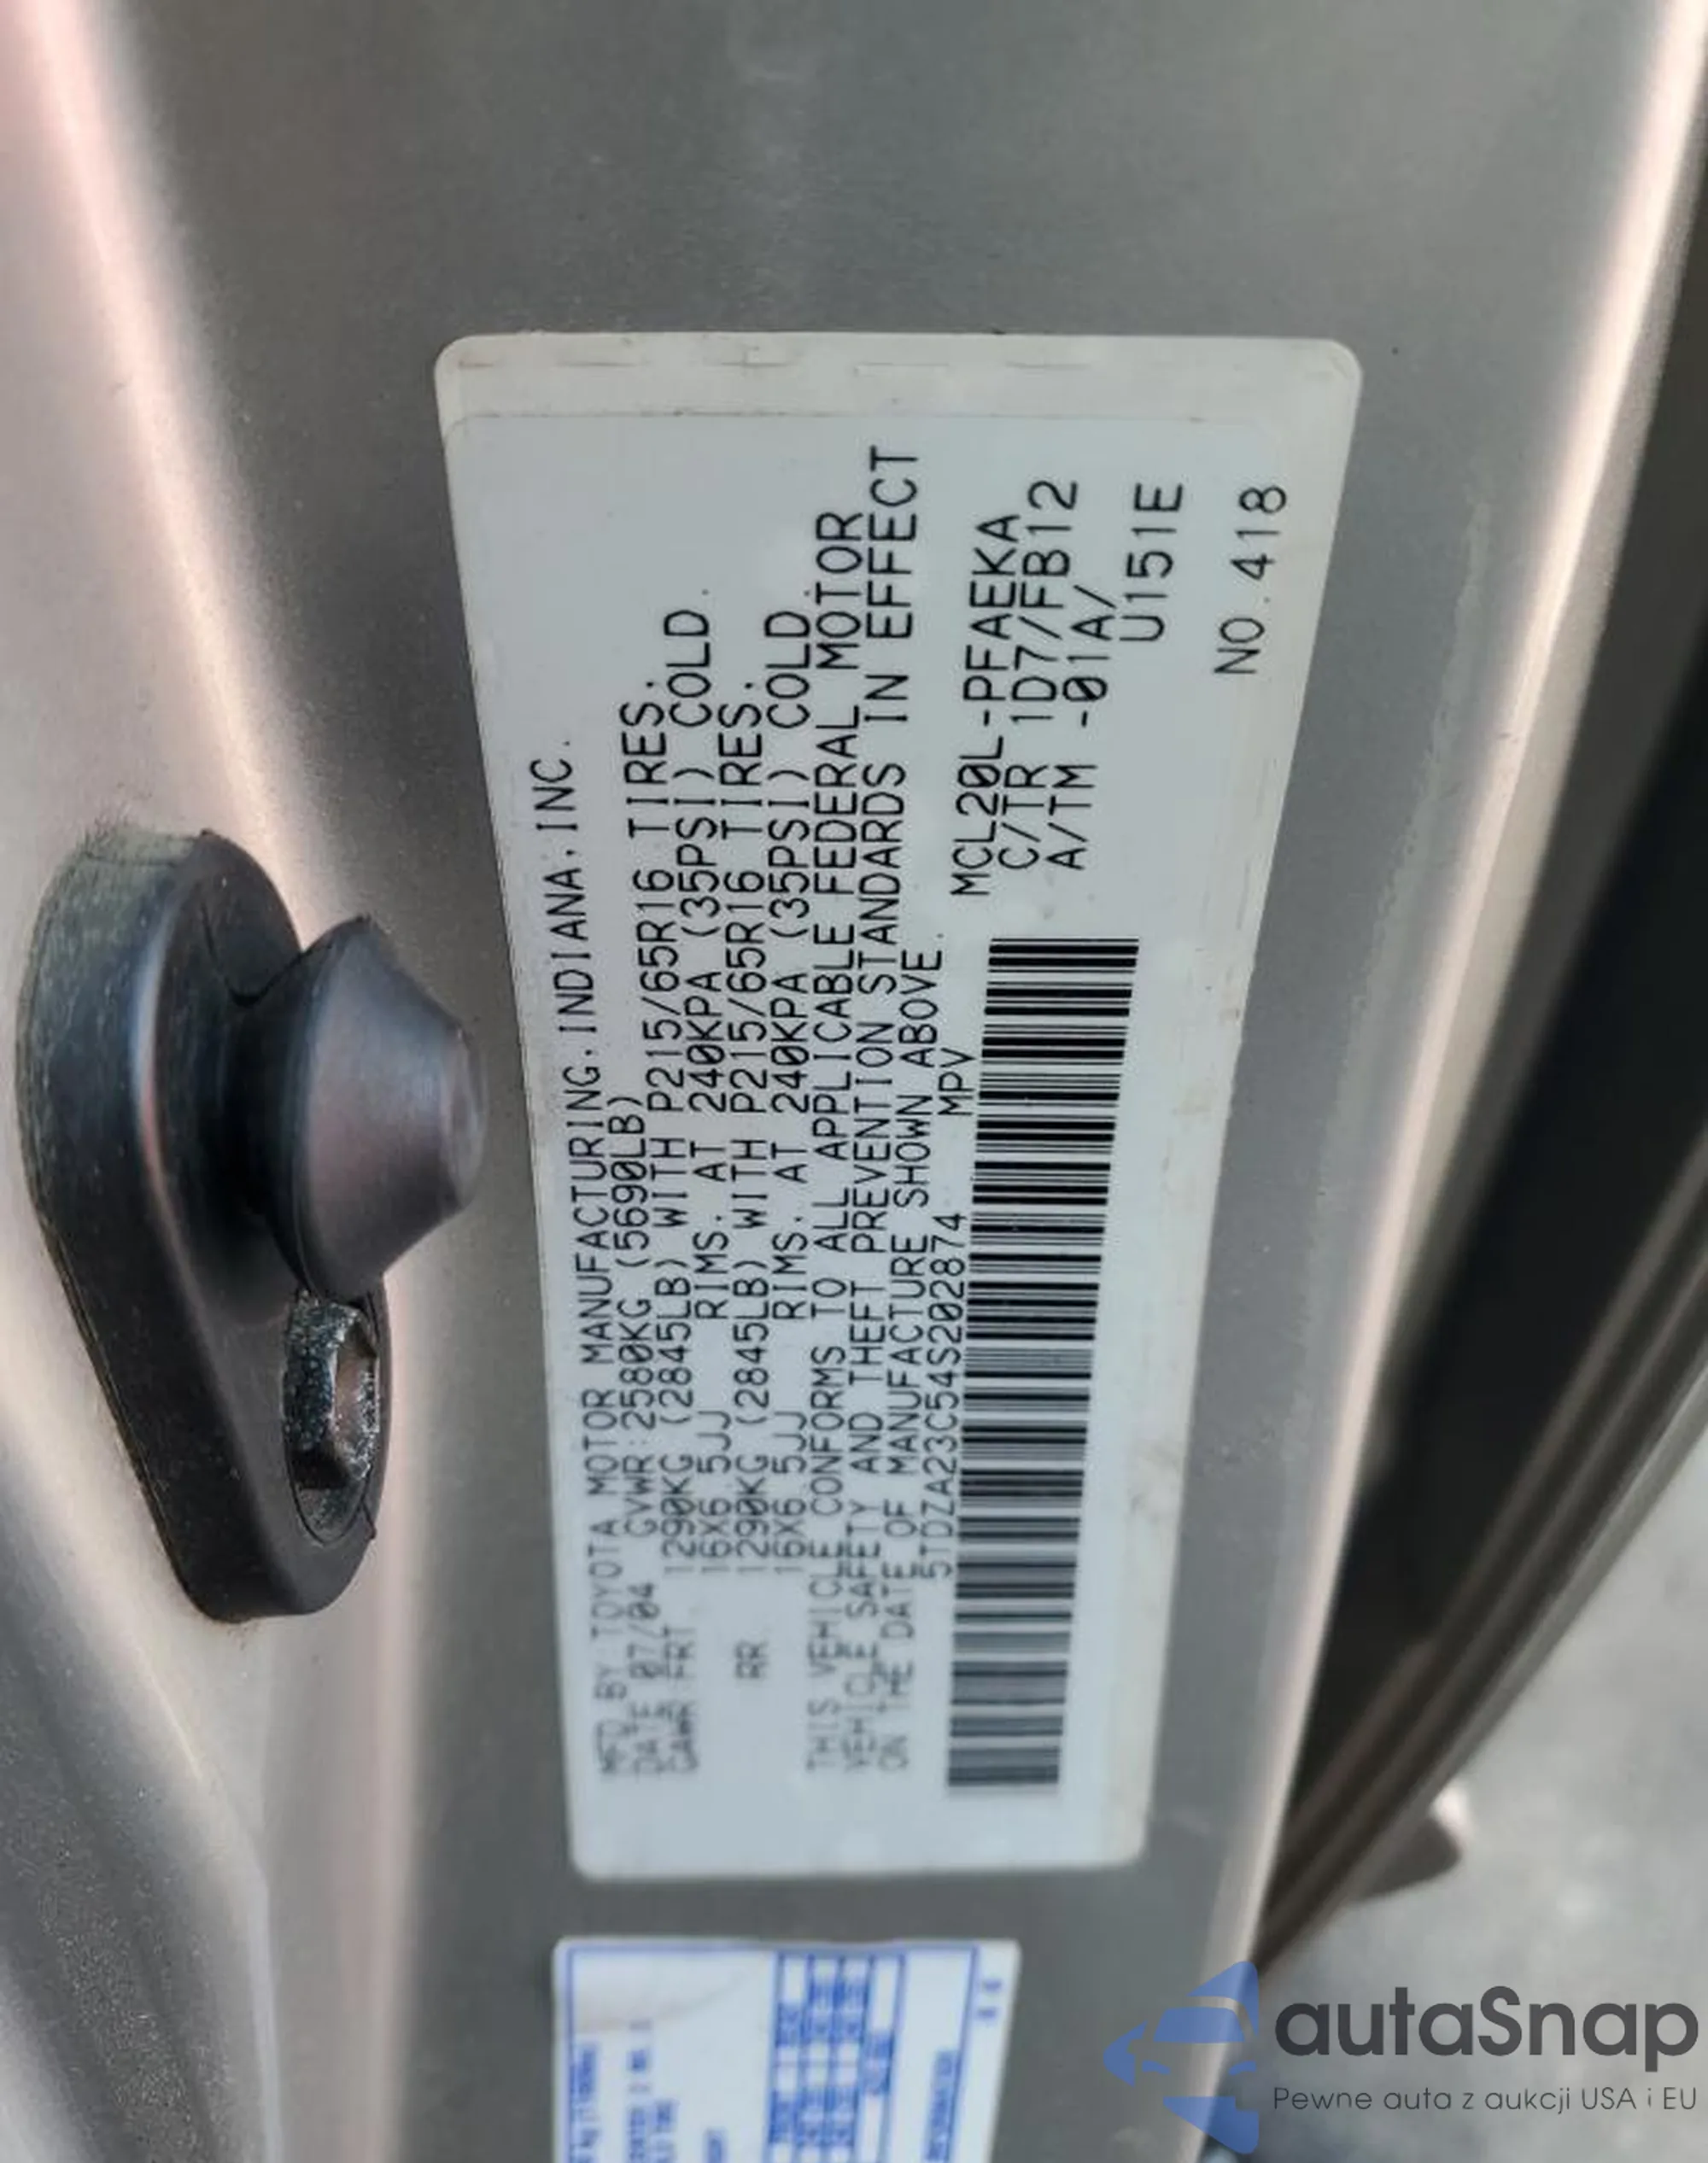 MFD BY: TOYOTA MOTOR MANUFACTURING, INDIANA, INC.
DATE 07/04 GVWR:2580KG (5690LB)
GAWR:FRT. 1290KG (2845LB) WITH P215/65R16 TIRES.
16X6.5JJ RIMS. AT 240KPA (35PSI) COLD.
RR. 1290KG (2845LB) WITH P215/65R16 TIRES.
16X6.5JJ RIMS. AT 240KPA (35PSI) COLD.
THIS VEHICLE CONFORMS TO ALL APPLICABLE FEDERAL MOTOR
VEHICLE SAFETY AND THEFT PREVENTION STANDARDS IN EFFECT
ON THE DATE OF MANUFACTURE SHOWN ABOVE.
5TDZA23C54S202874 MPV
MCL20L-PFAEKA
C/TR 1D7/FB12
A/TM -01A/
U151E
NO.418
autaSnap
Pewne auta z aukcji USA i EU